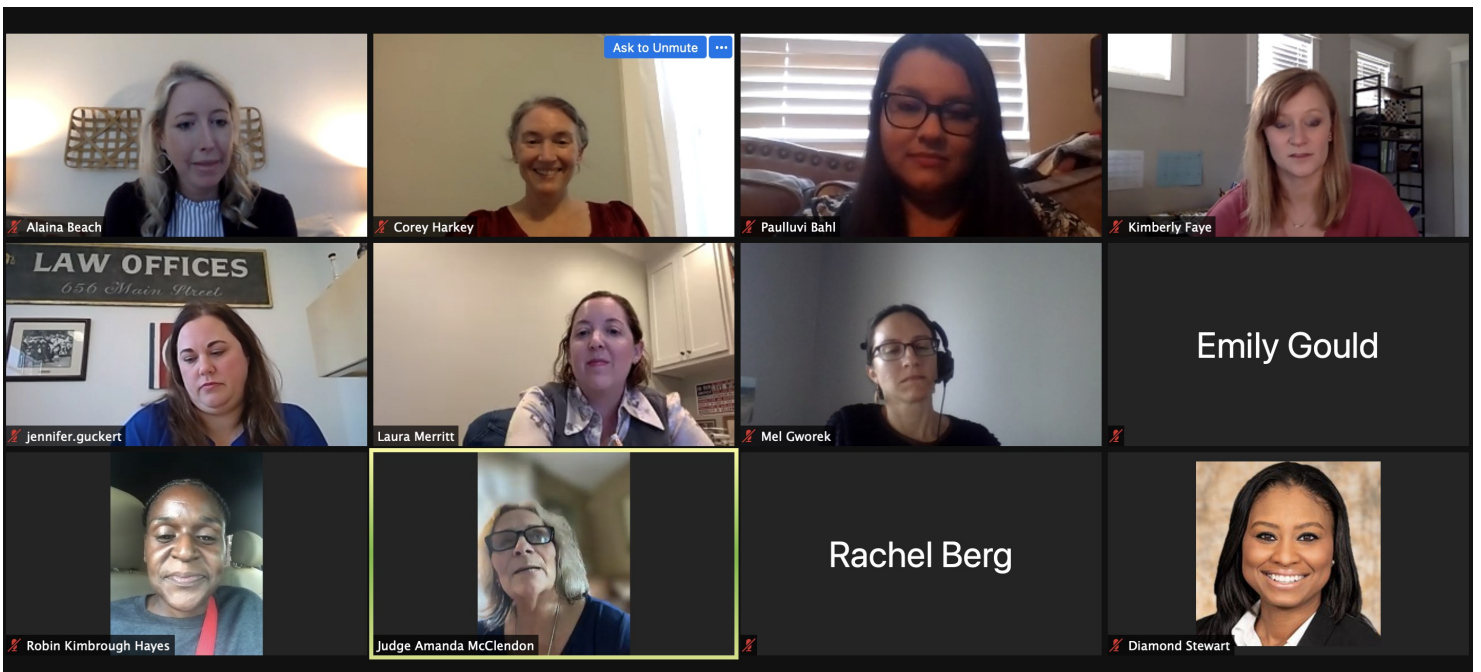 Ask to Unmute
Alaina Beach
Corey Harkey
Paulluvi Bahl
Kimberly Faye
LAW OFFICES
656 Main Street
jennifer.guckert
Laura Merritt
Mel Gworek
Emily Gould
Robin Kimbrough Hayes
Judge Amanda McClendon
Rachel Berg
Diamond Stewart